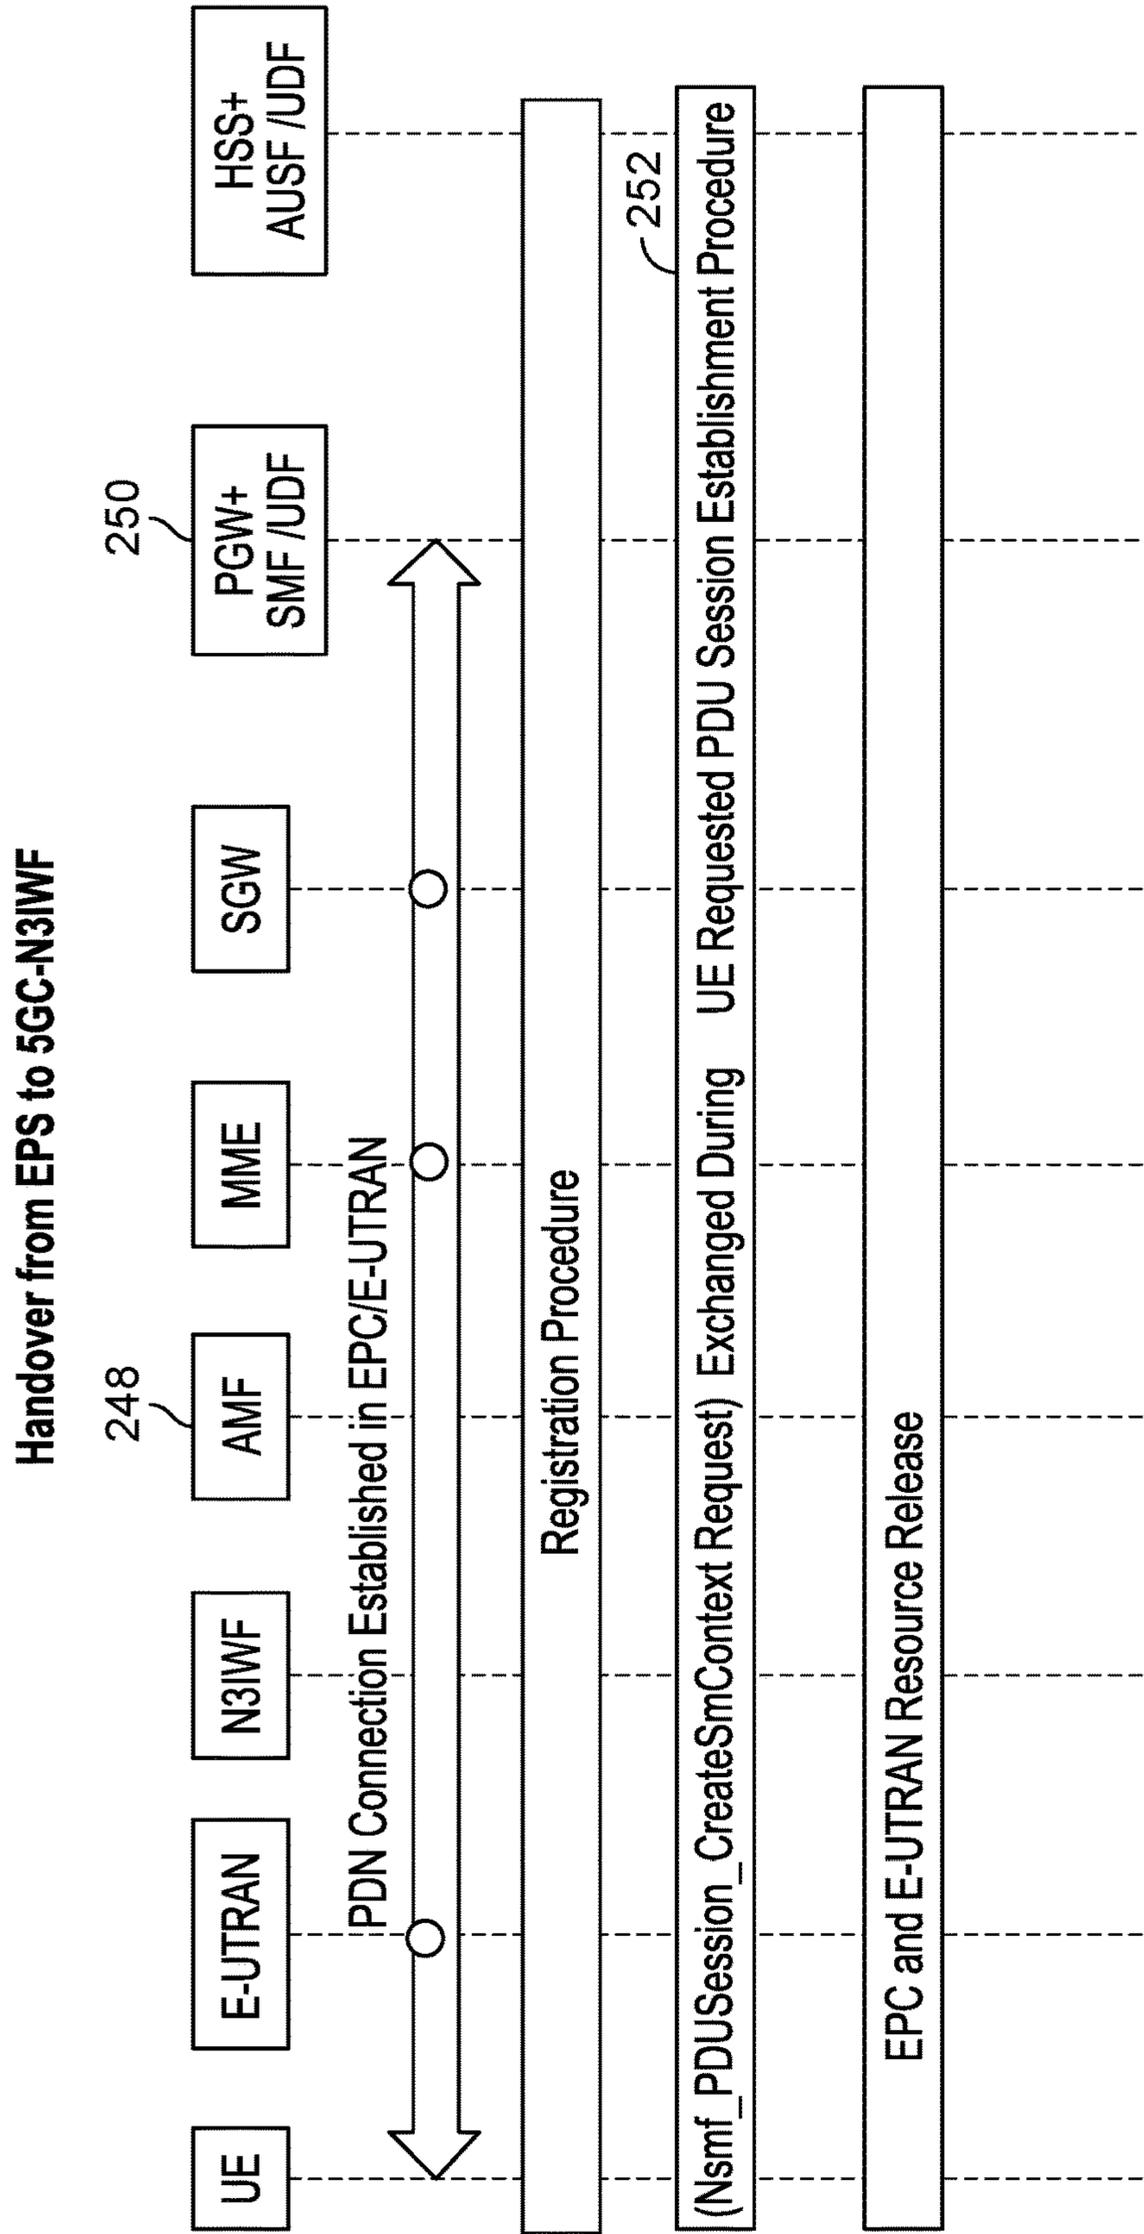 Handover from EPS to 5GC-N3IWF
248
250
UE
E-UTRAN
N3IWF
AMF
MME
SGW
PGW+
SMF /UDF
HSS+
AUSF /UDF
PDN Connection Established in EPC/E-UTRAN
Registration Procedure
252
(Nsmf_PDUSession_CreateSmContext Request) Exchanged During UE Requested PDU Session Establishment Procedure
EPC and E-UTRAN Resource Release